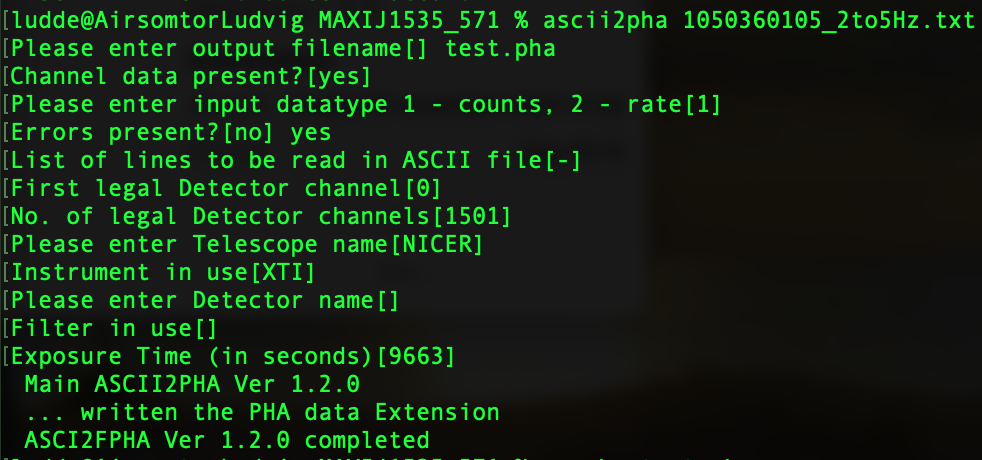 [ludde@AirsomtorLudvig MAXIJ1535_571 % ascii2pha 1050360105_2to5Hz.txt
[Please enter output filename[] test.pha
[Channel data present?[yes]
[Please enter input datatype 1 - counts, 2 - rate[1]
[Errors present?[no] yes
[List of lines to be read in ASCII file[-]
[First legal Detector channel[0]
[No. of legal Detector channels[1501]
[Please enter Telescope name[NICER]
[Instrument in use[XTI]
[Please enter Detector name[]
[Filter in use[]
[Exposure Time (in seconds)[9663]
Main ASCII2PHA Ver 1.2.0
... written the PHA data Extension
ASCI2FPHA Ver 1.2.0 completed